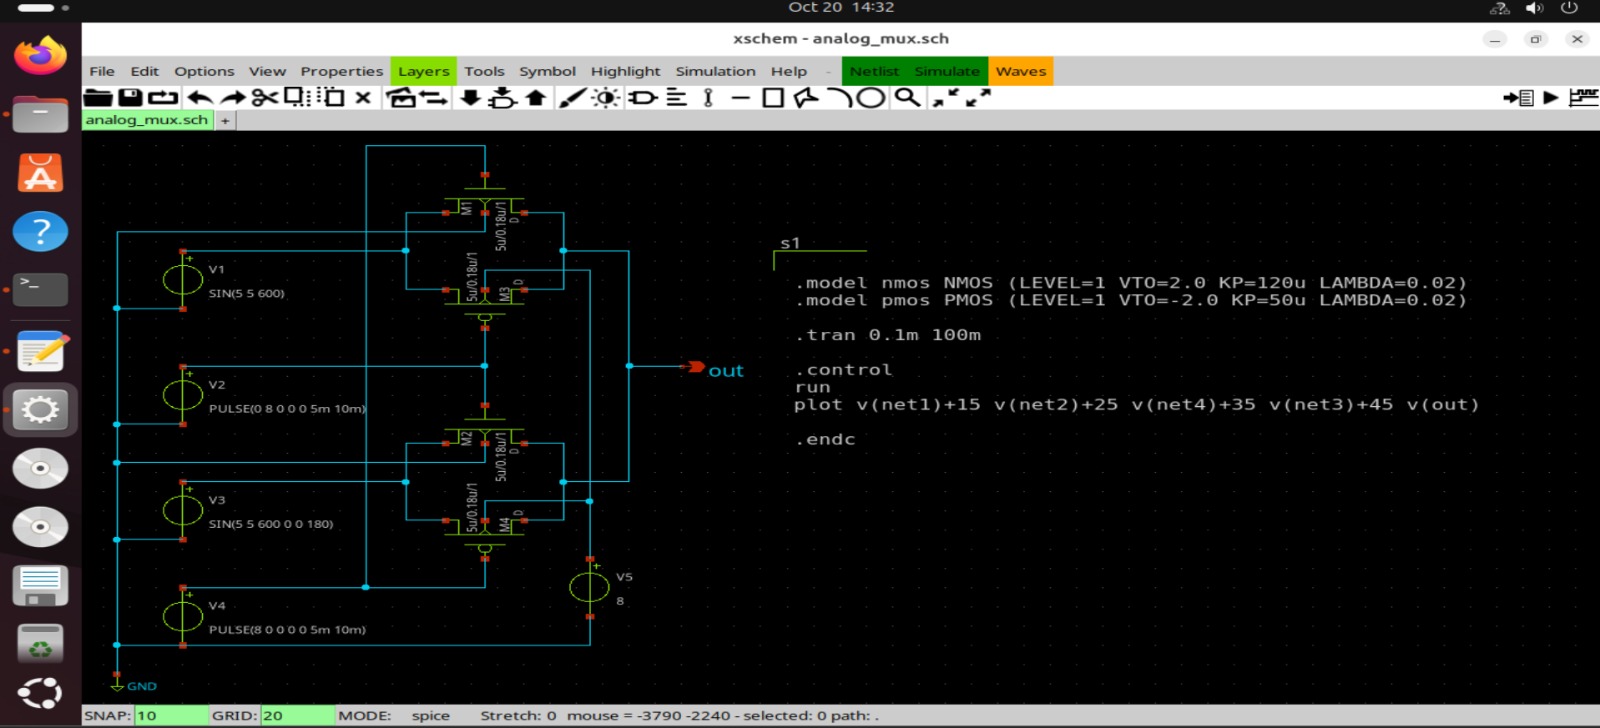 Oct 20 14:32
xschem - analog_mux.sch
File Edit Options View Properties Layers Tools Symbol Highlight Simulation Help - Netlist Simulate Waves
analog_mux.sch +
M1
5u/0.18u/1
D
V1
SIN(5 5 600)
5u/0.18u/1
M3
D
s1
.model nmos NMOS (LEVEL=1 VTO=2.0 KP=120u LAMBDA=0.02)
.model pmos PMOS (LEVEL=1 VTO=-2.0 KP=50u LAMBDA=0.02)
.tran 0.1m 100m
.control
run
plot v(net1)+15 v(net2)+25 v(net4)+35 v(net3)+45 v(out)
.endc
out
V2
PULSE(0 8 0 0 0 5m 10m)
M2
5u/0.18u/1
D
V3
SIN(5 5 600 0 0 180)
5u/0.18u/1
M4
D
V5
8
V4
PULSE(8 0 0 0 0 5m 10m)
GND
SNAP: 10 GRID: 20 MODE: spice Stretch: 0 mouse = -3790 -2240 - selected: 0 path: .